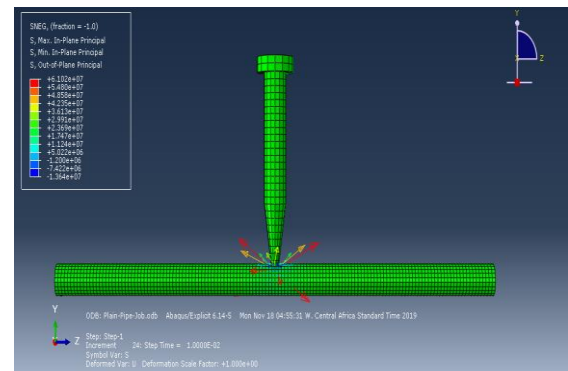 SNEG, (fraction = -1.0)
S, Max. In-Plane Principal
S, Min. In-Plane Principal
S, Out-of-Plane Principal
+6.102e+07
+5.480e+07
+4.858e+07
+4.235e+07
+3.613e+07
+2.991e+07
+2.369e+07
+1.747e+07
+1.124e+07
+5.022e+06
-1.200e+06
-7.422e+06
-1.364e+07
Y
X
Z
Y
Z
ODB: Plain-Pipe-Job.odb Abaqus/Explicit 6.14-5 Mon Nov 18 04:55:31 W. Central Africa Standard Time 2019
Step: Step-1
Increment 24: Step Time = 1.0000E-02
Symbol Var: S
Deformed Var: U Deformation Scale Factor: +1.000e+00